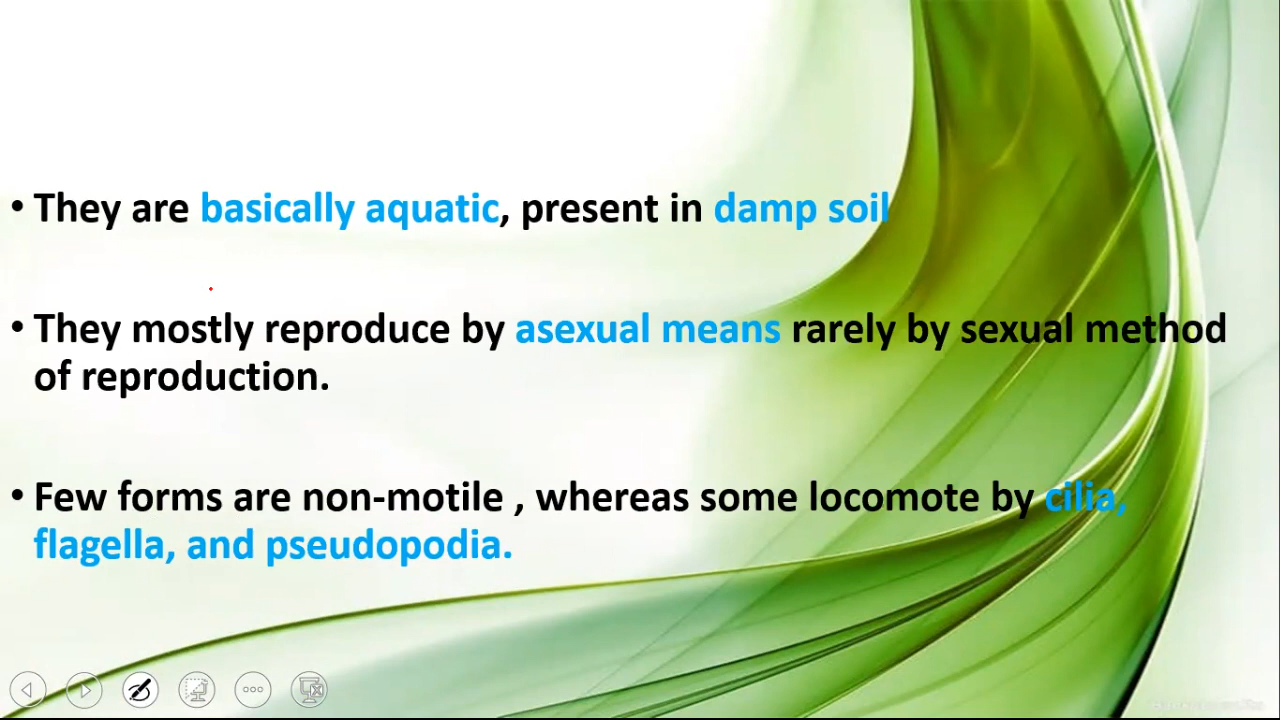 • They are basically aquatic, present in damp soil
• They mostly reproduce by asexual means rarely by sexual method
of reproduction.
• Few forms are non-motile , whereas some locomote by cilia,
flagella, and pseudopodia.